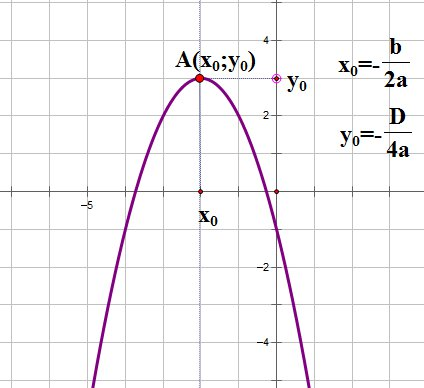 A(x₀;y₀)
x₀=-b/2a
y₀
y₀=-D/4a
x₀
4
2
-5
-2
-4